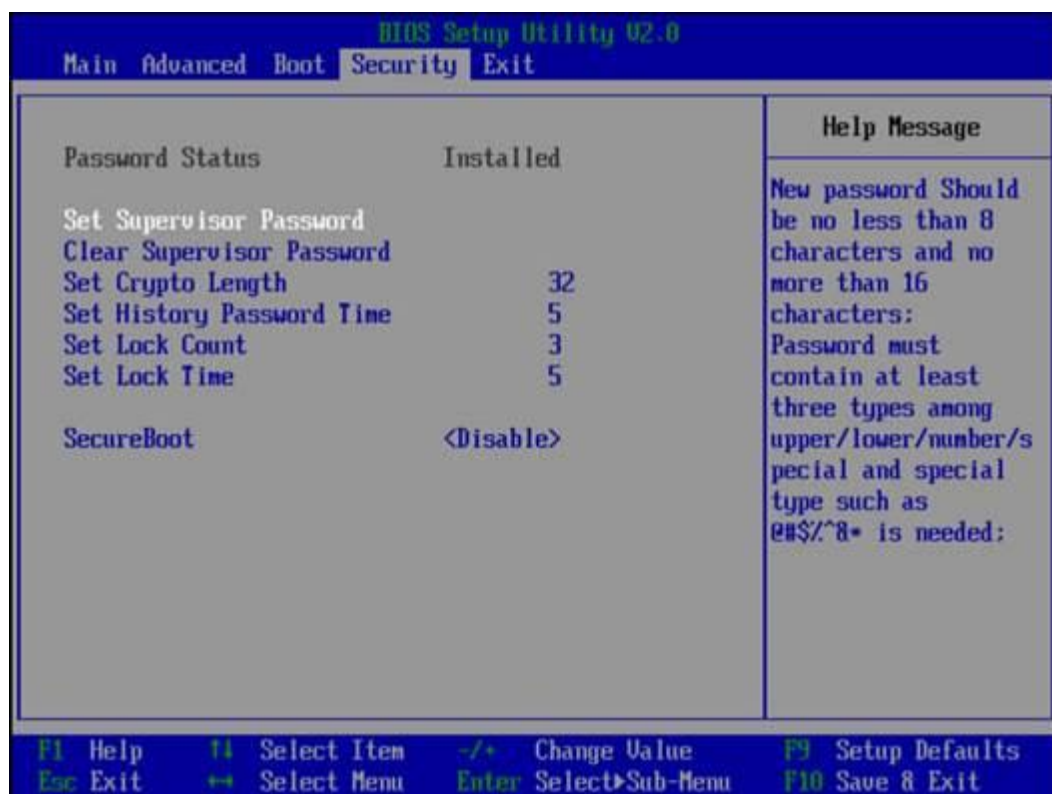 BIOS Setup Utility V2.0
Main Advanced Boot Security Exit
Password Status Installed
Set Supervisor Password
Clear Supervisor Password
Set Crypto Length 32
Set History Password Time 5
Set Lock Count 3
Set Lock Time 5
SecureBoot <Disable>
Help Message
New password Should
be no less than 8
characters and no
more than 16
characters;
Password must
contain at least
three types among
upper/lower/number/s
pecial and special
type such as
@#$%^&* is needed;
F1 Help ↑↓ Select Item -/+ Change Value F9 Setup Defaults
Esc Exit ↔ Select Menu Enter Select▶Sub-Menu F10 Save & Exit